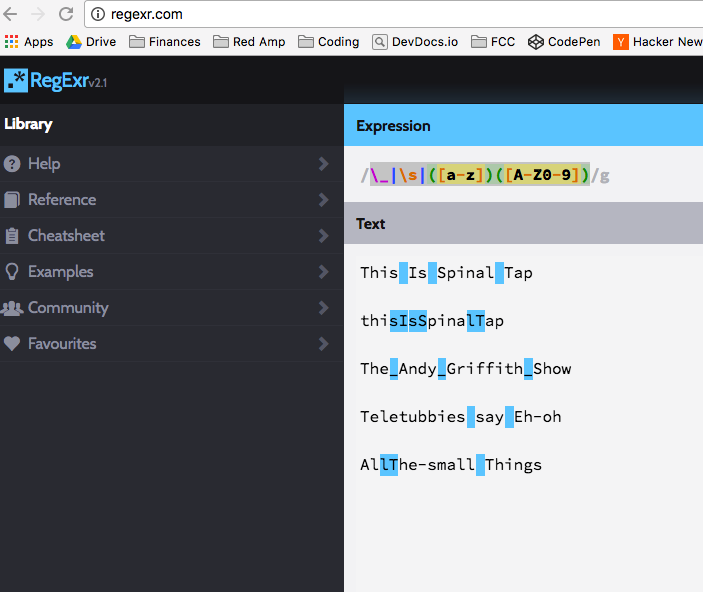 regexr.com
Apps Drive Finances Red Amp Coding DevDocs.io FCC CodePen Y Hacker New
.* RegExr v2.1
Library
Help
Reference
Cheatsheet
Examples
Community
Favourites
Expression
/\_|\s|([a-z])([A-Z0-9])/g
Text
This Is Spinal Tap
thisIsSpinalTap
The_Andy_Griffith_Show
Teletubbies say Eh-oh
AllThe-small Things